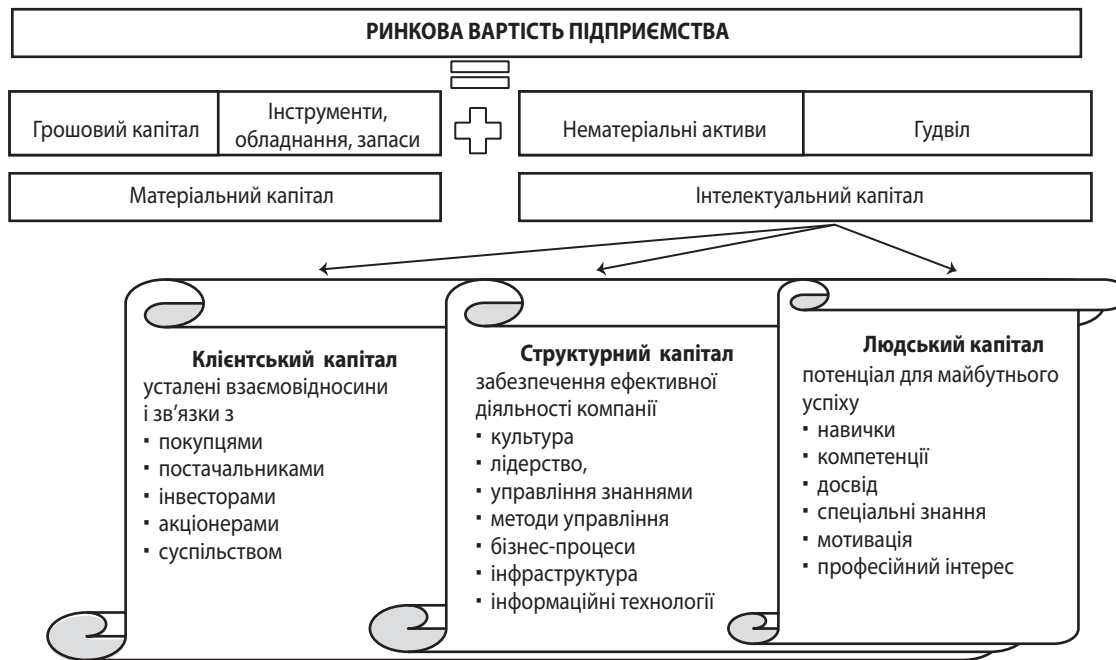 РИНКОВА ВАРТІСТЬ ПІДПРИЄМСТВА
Грошовий капітал
Інструменти,
обладнання, запаси
Нематеріальні активи
Гудвіл
Матеріальний капітал
Інтелектуальний капітал
Клієнтський капітал
усталені взаємовідносини
і зв'язки з
▪ покупцями
▪ постачальниками
▪ інвесторами
▪ акціонерами
▪ суспільством
Структурний капітал
забезпечення ефективної
діяльності компанії
▪ культура
▪ лідерство,
▪ управління знаннями
▪ методи управління
▪ бізнес-процеси
▪ інфраструктура
▪ інформаційні технології
Людський капітал
потенціал для майбутнього
успіху
▪ навички
▪ компетенції
▪ досвід
▪ спеціальні знання
▪ мотивація
▪ професійний інтерес